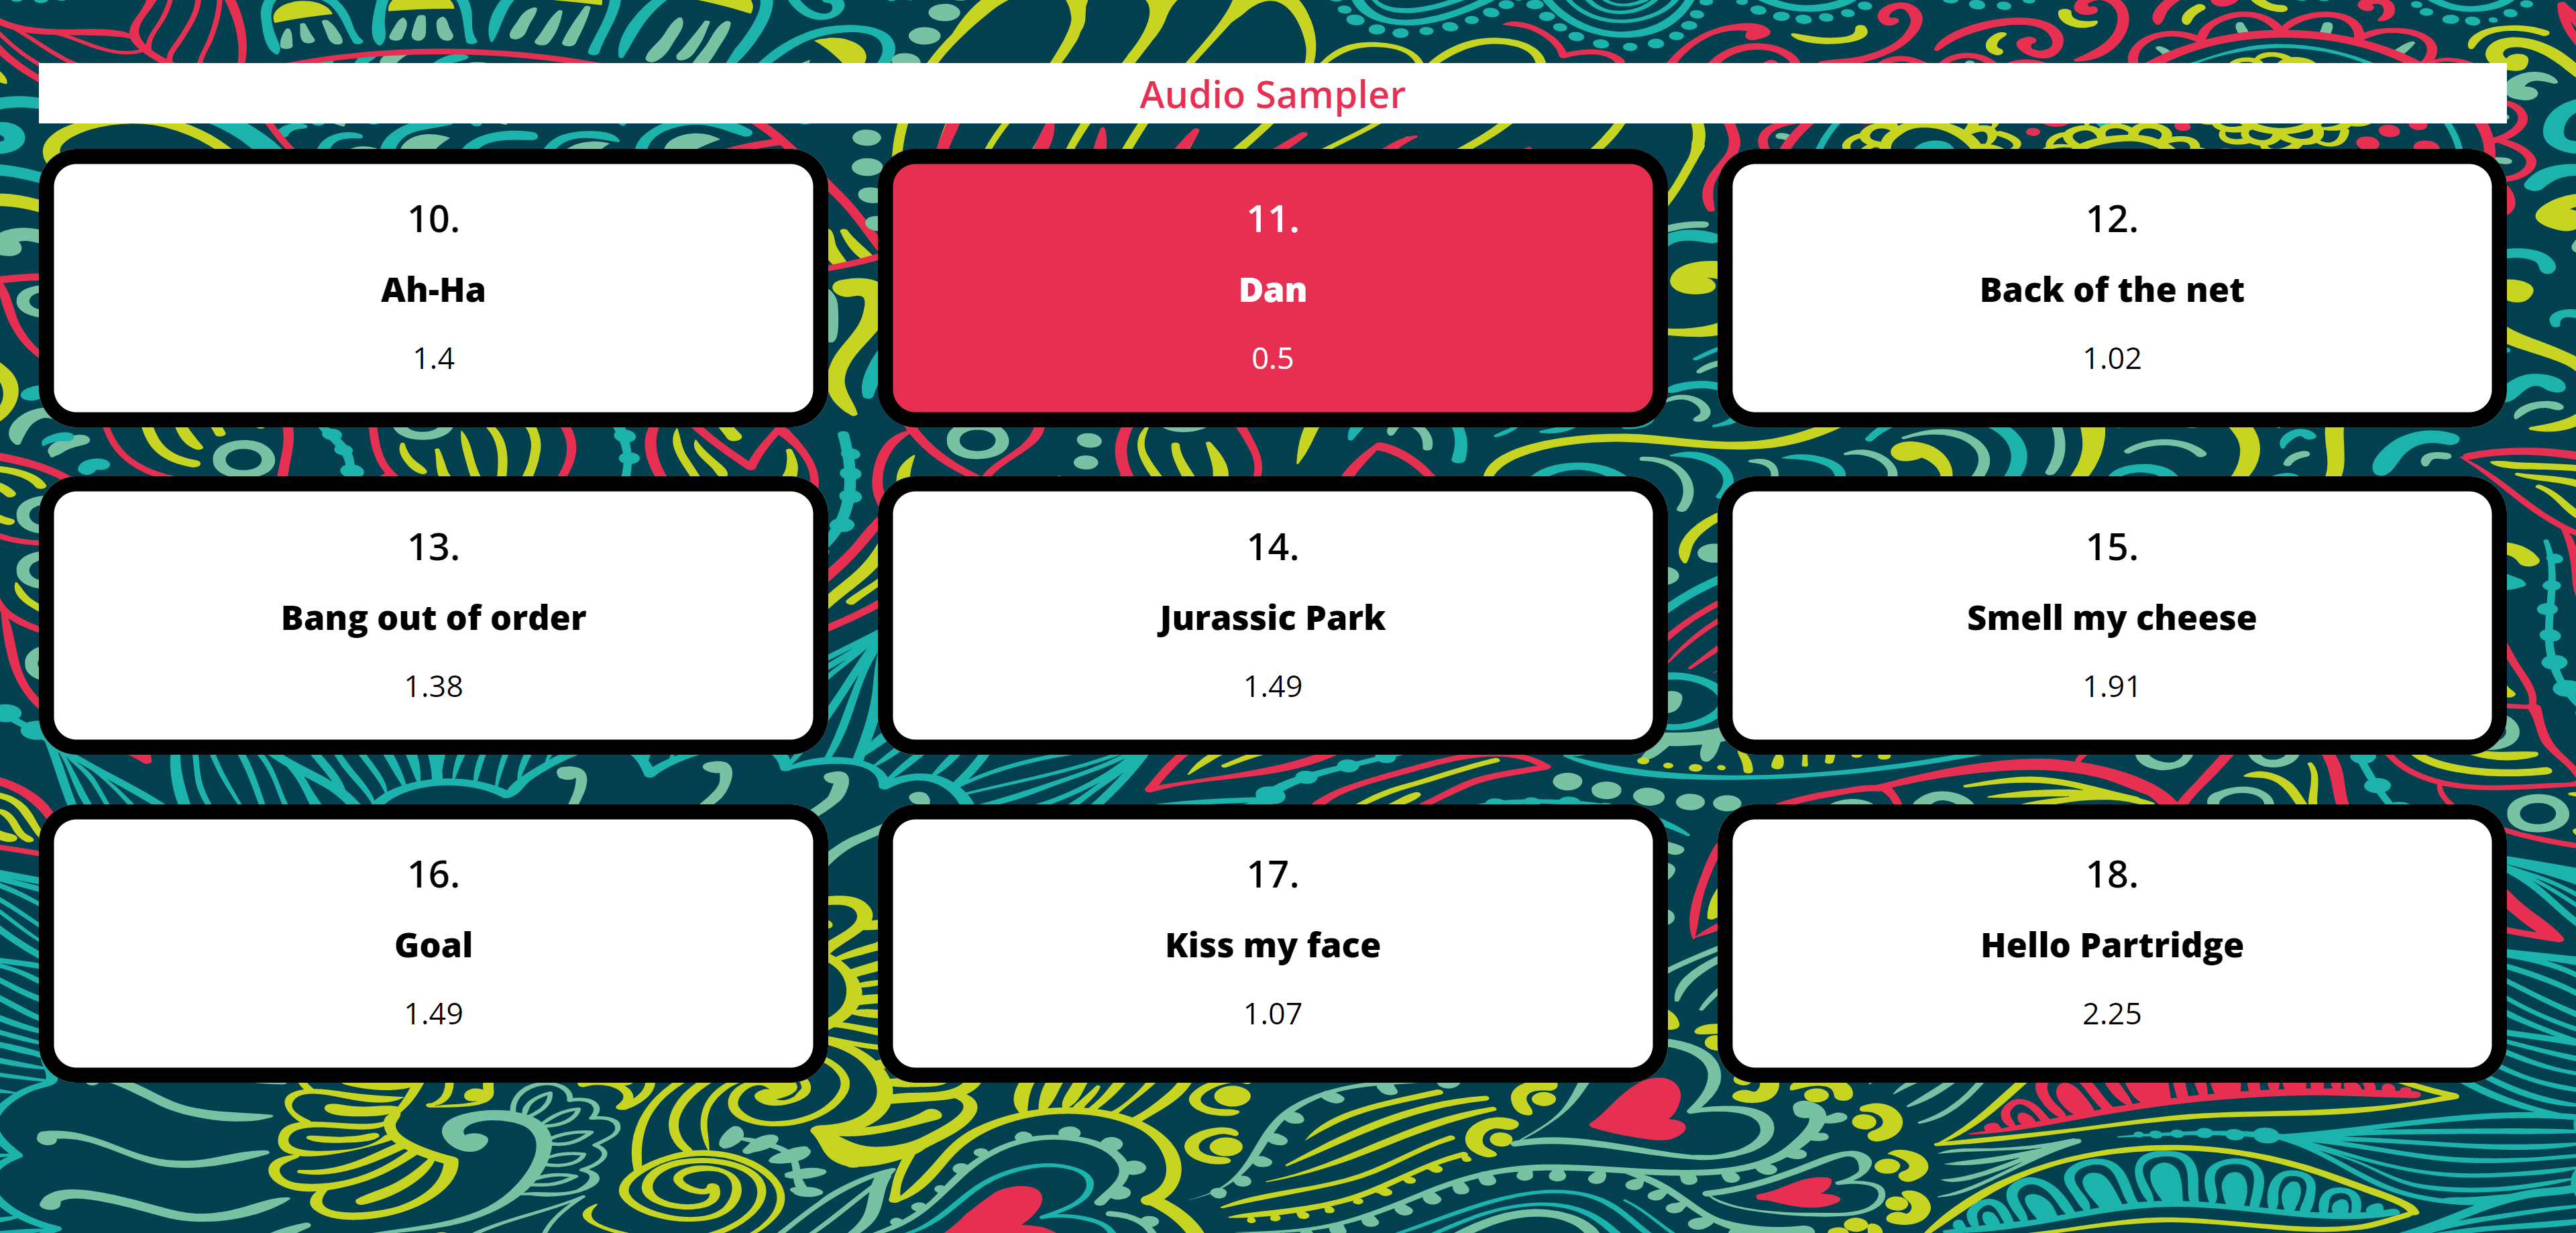 Audio Sampler
10.
Ah-Ha
1.4
11.
Dan
0.5
12.
Back of the net
1.02
13.
Bang out of order
1.38
14.
Jurassic Park
1.49
15.
Smell my cheese
1.91
16.
Goal
1.49
17.
Kiss my face
1.07
18.
Hello Partridge
2.25